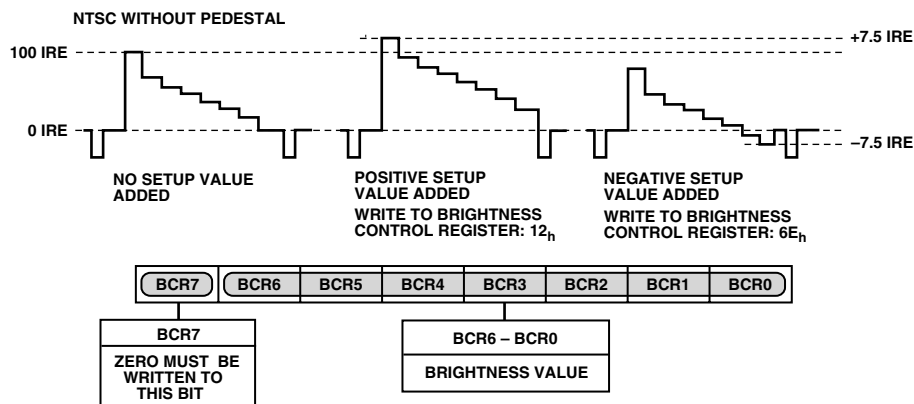 NTSC WITHOUT PEDESTAL
100 IRE
0 IRE
+7.5 IRE
–7.5 IRE
NO SETUP VALUE
ADDED
POSITIVE SETUP
VALUE ADDED
WRITE TO BRIGHTNESS
CONTROL REGISTER: 12h
NEGATIVE SETUP
VALUE ADDED
WRITE TO BRIGHTNESS
CONTROL REGISTER: 6Eh
BCR7 BCR6 BCR5 BCR4 BCR3 BCR2 BCR1 BCR0
BCR7
ZERO MUST BE
WRITTEN TO
THIS BIT
BCR6 – BCR0
BRIGHTNESS VALUE